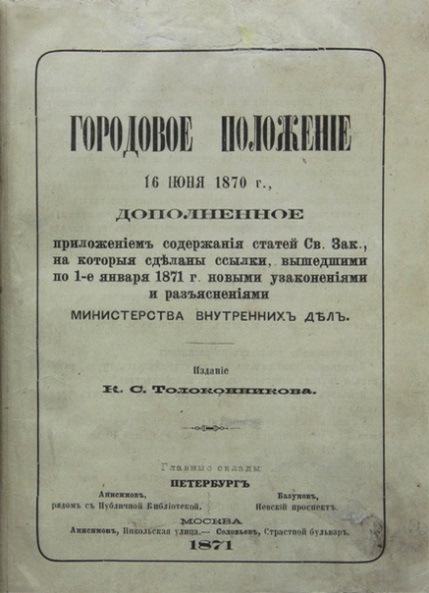 ГОРОДОВОЕ ПОЛОЖЕНІЕ
16 ІЮНЯ 1870 г.,
ДОПОЛНЕННОЕ
приложеніемъ содержанія статей Св. Зак.,
на которыя сдѣланы ссылки, вышедшими
по 1-е января 1871 г. новыми узаконеніями
и разъясненіями
МИНИСТЕРСТВА ВНУТРЕННИХЪ ДѢЛЪ.
Изданіе
К. С. Толоконникова.
Главные склады:
ПЕТЕРБУРГЪ
Анисимовъ, Базуновъ,
рядомъ съ Публичной Библіотекой. Невскій проспектъ.
МОСКВА
Анисимовъ, Никольская улица.— Соловьевъ, Страстной бульваръ.
1871